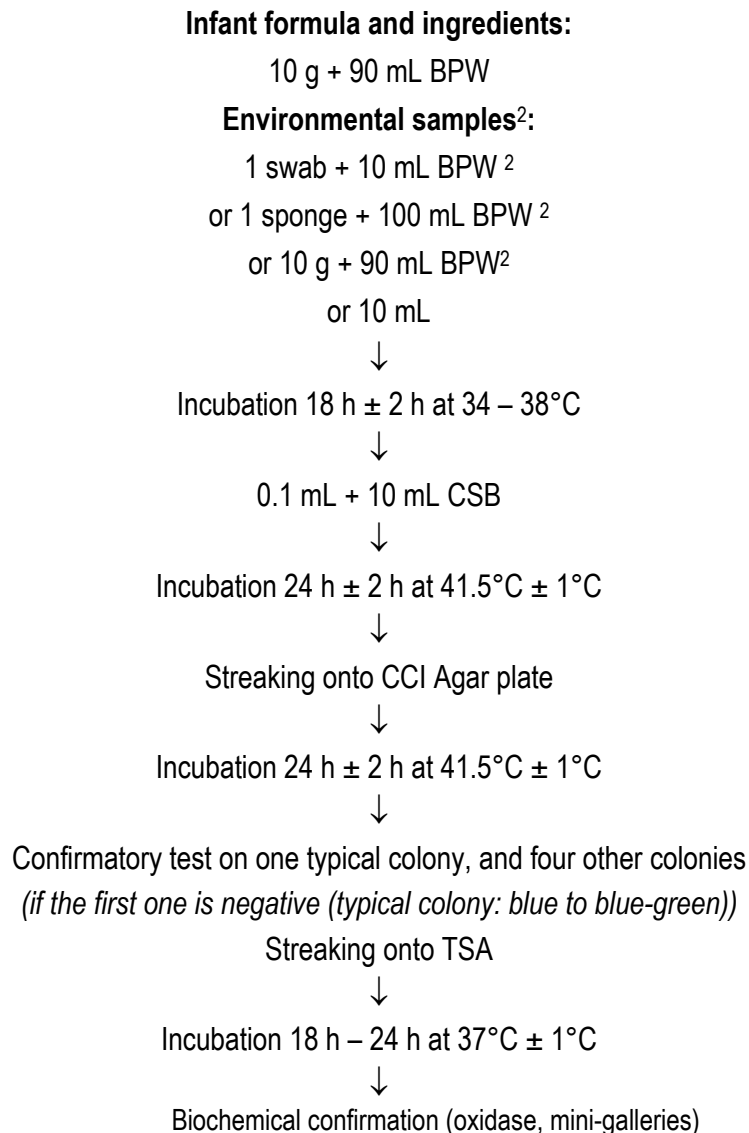 Infant formula and ingredients:
10 g + 90 mL BPW
Environmental samples²:
1 swab + 10 mL BPW ²
or 1 sponge + 100 mL BPW ²
or 10 g + 90 mL BPW²
or 10 mL
↓
Incubation 18 h ± 2 h at 34 – 38°C
↓
0.1 mL + 10 mL CSB
↓
Incubation 24 h ± 2 h at 41.5°C ± 1°C
↓
Streaking onto CCI Agar plate
↓
Incubation 24 h ± 2 h at 41.5°C ± 1°C
↓
Confirmatory test on one typical colony, and four other colonies
(if the first one is negative (typical colony: blue to blue-green))
Streaking onto TSA
↓
Incubation 18 h – 24 h at 37°C ± 1°C
↓
Biochemical confirmation (oxidase, mini-galleries)